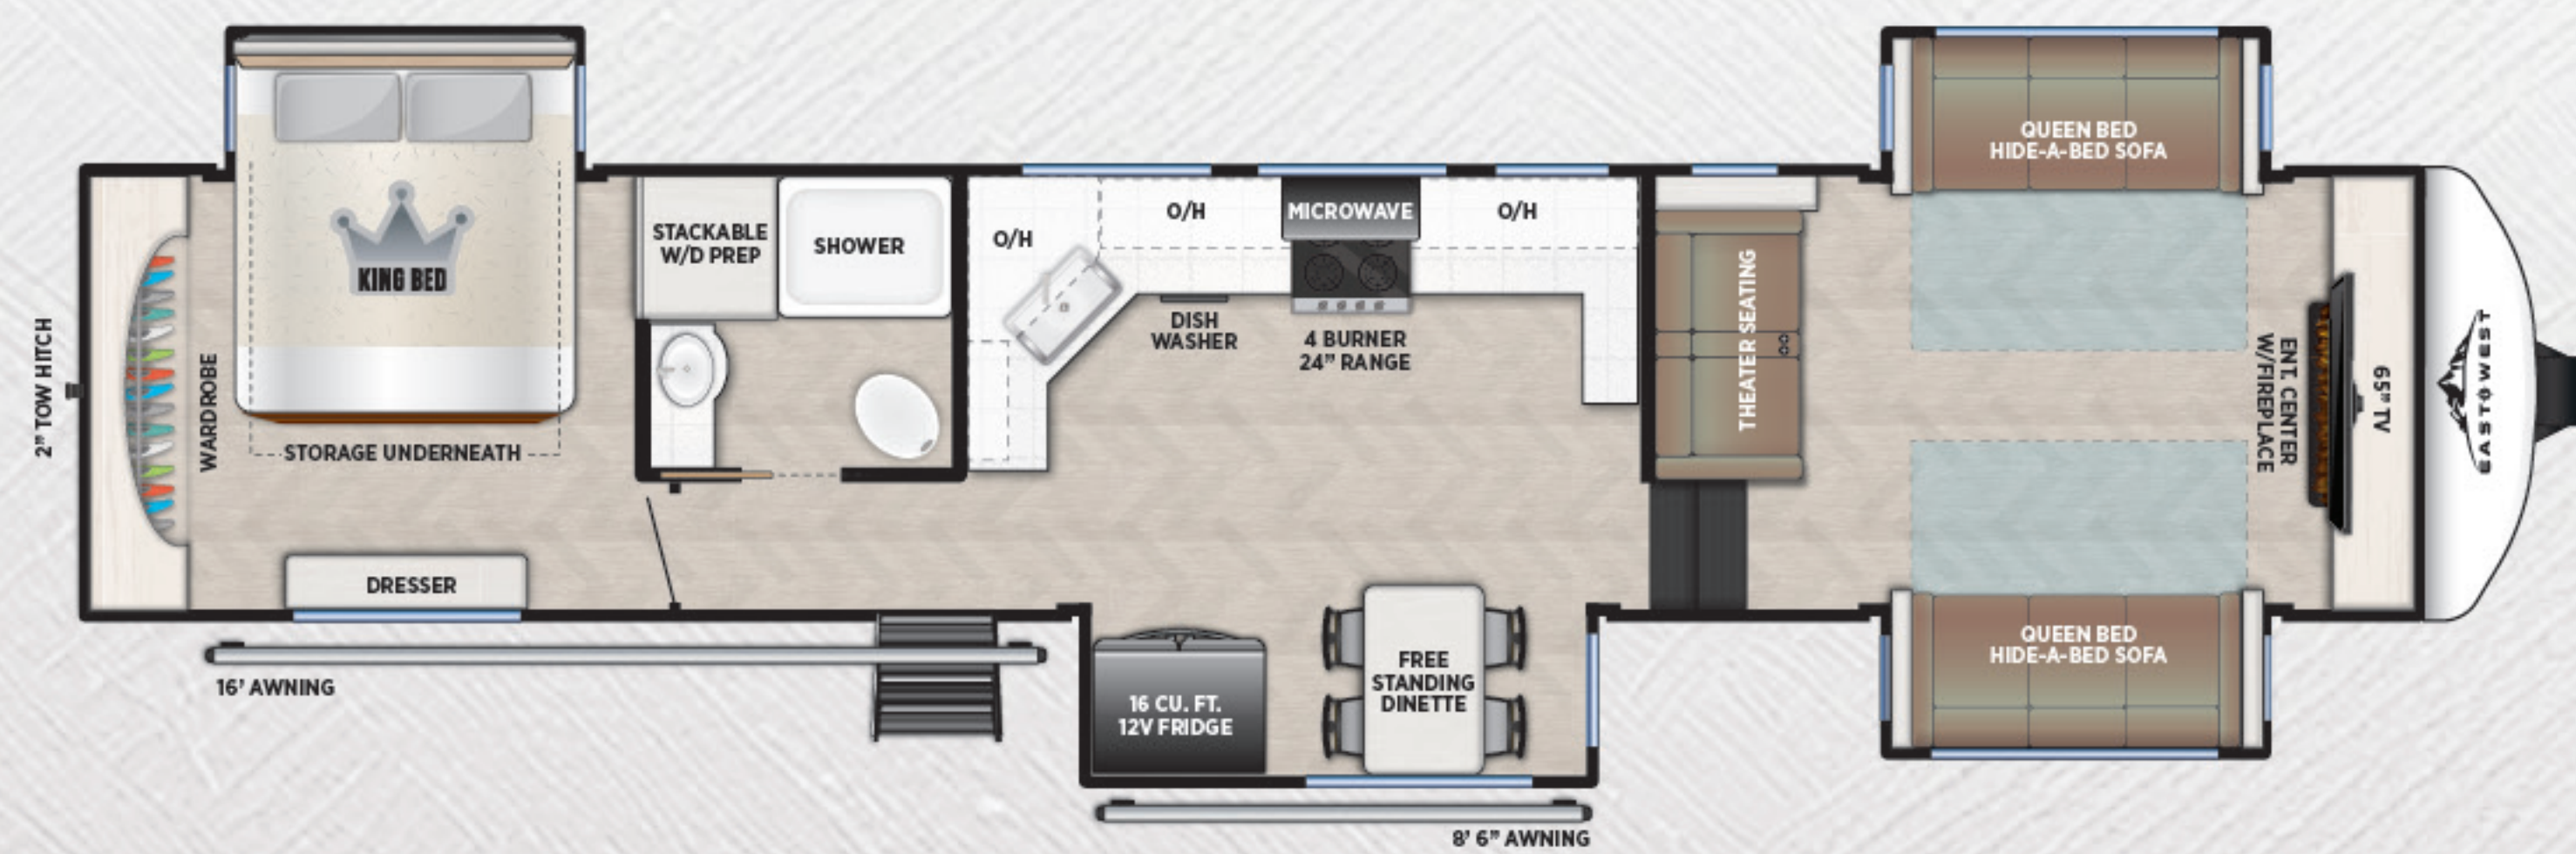 2” TOW HITCH
WARDROBE
KING BED
STORAGE UNDERNEATH
DRESSER
16’ AWNING
STACKABLE
W/D PREP
SHOWER
O/H
O/H
MICROWAVE
O/H
DISH
WASHER
4 BURNER
24” RANGE
16 CU. FT.
12V FRIDGE
FREE
STANDING
DINETTE
8’ 6” AWNING
THEATER SEATING
QUEEN BED
HIDE-A-BED SOFA
QUEEN BED
HIDE-A-BED SOFA
ENT. CENTER
W/FIREPLACE
65” TV
EAST WEST